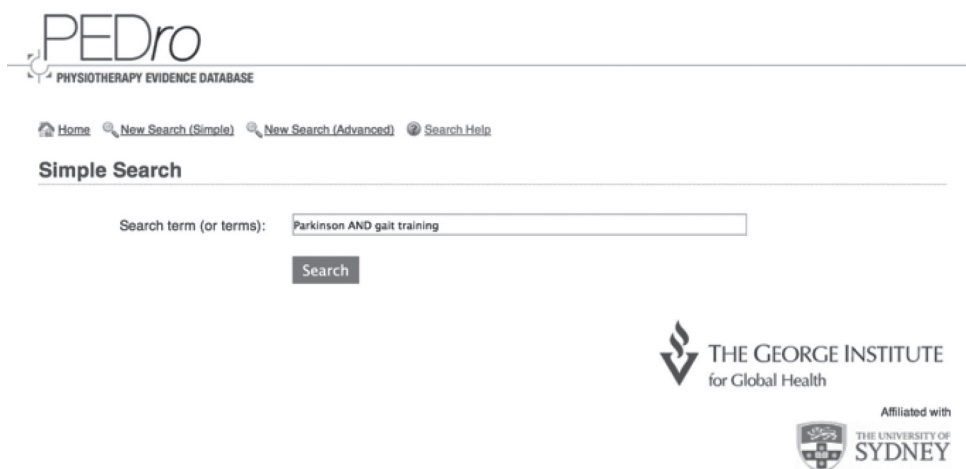 PEDro
PHYSIOTHERAPY EVIDENCE DATABASE
Home New Search (Simple) New Search (Advanced) Search Help
Simple Search
Search term (or terms): Parkinson AND gait training
Search
THE GEORGE INSTITUTE
for Global Health
Affiliated with
THE UNIVERSITY OF
SYDNEY